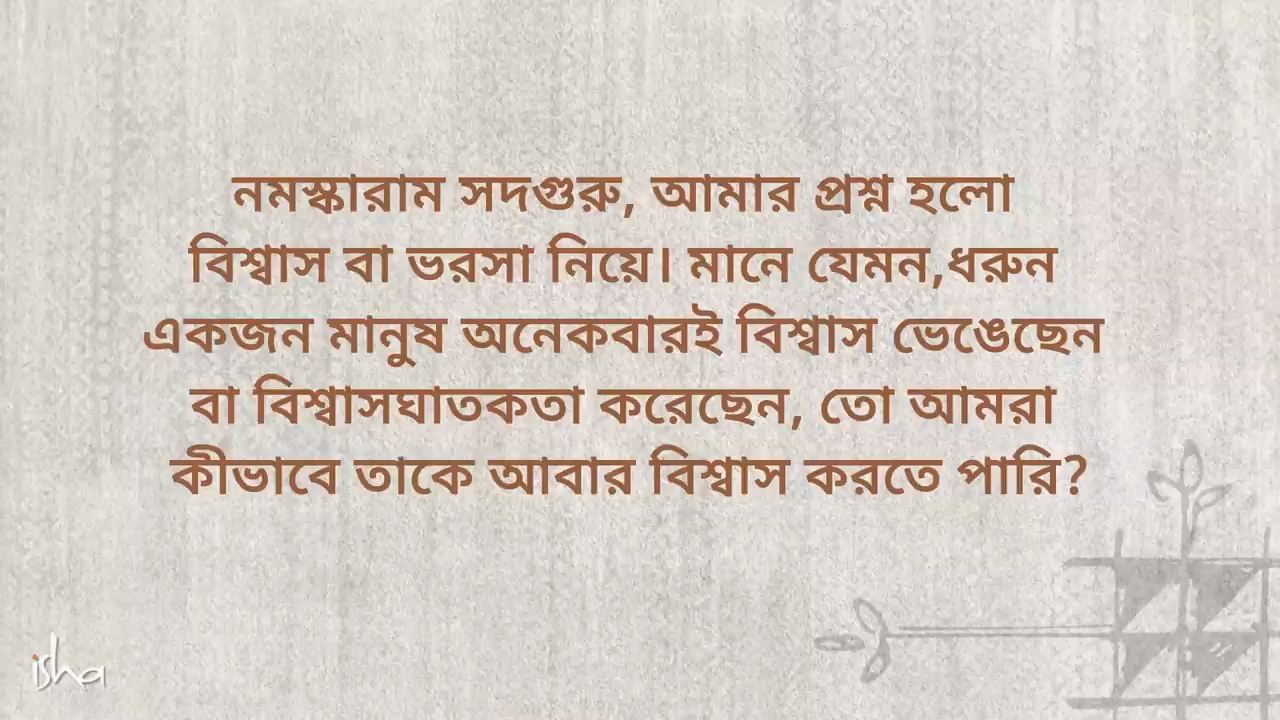 নমস্কারাম সদগুরু, আমার প্রশ্ন হলো
বিশ্বাস বা ভরসা নিয়ে। মানে যেমন,ধরুন
একজন মানুষ অনেকবারই বিশ্বাস ভেঙেছেন
বা বিশ্বাসঘাতকতা করেছেন, তো আমরা
কীভাবে তাকে আবার বিশ্বাস করতে পারি?
isha